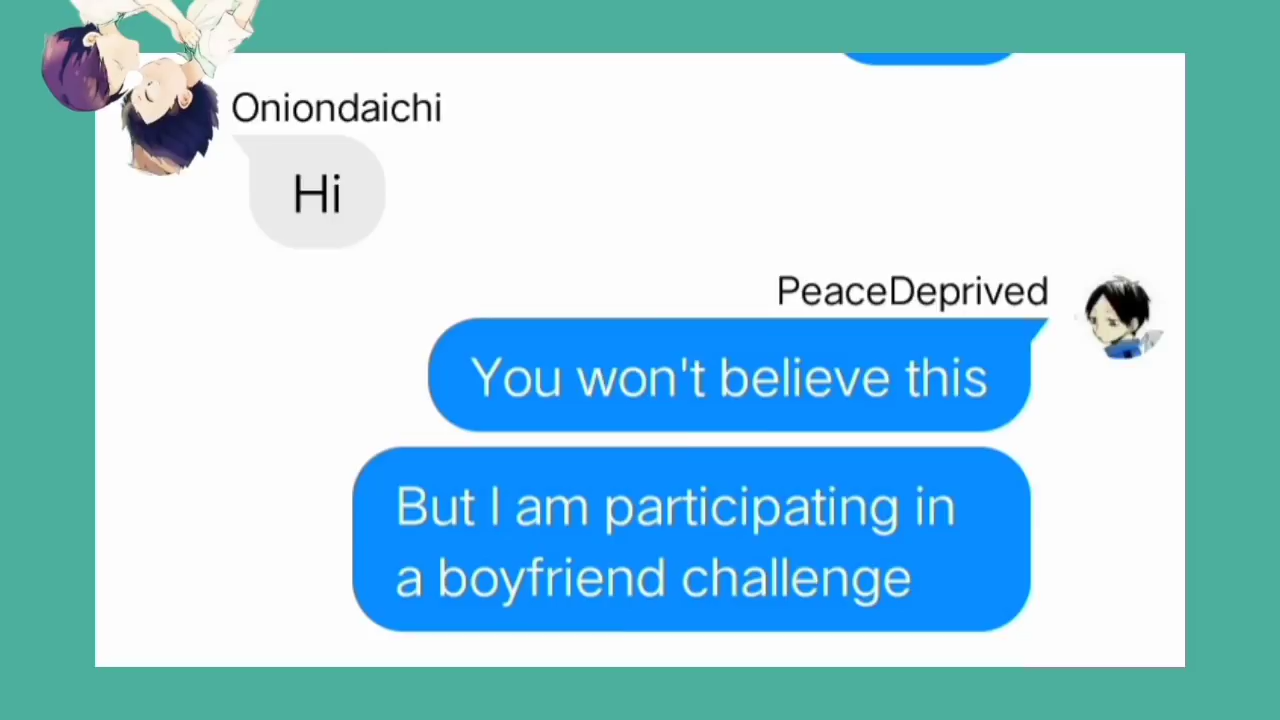 Oniondaichi
Hi
PeaceDeprived
You won't believe this
But I am participating in
a boyfriend challenge